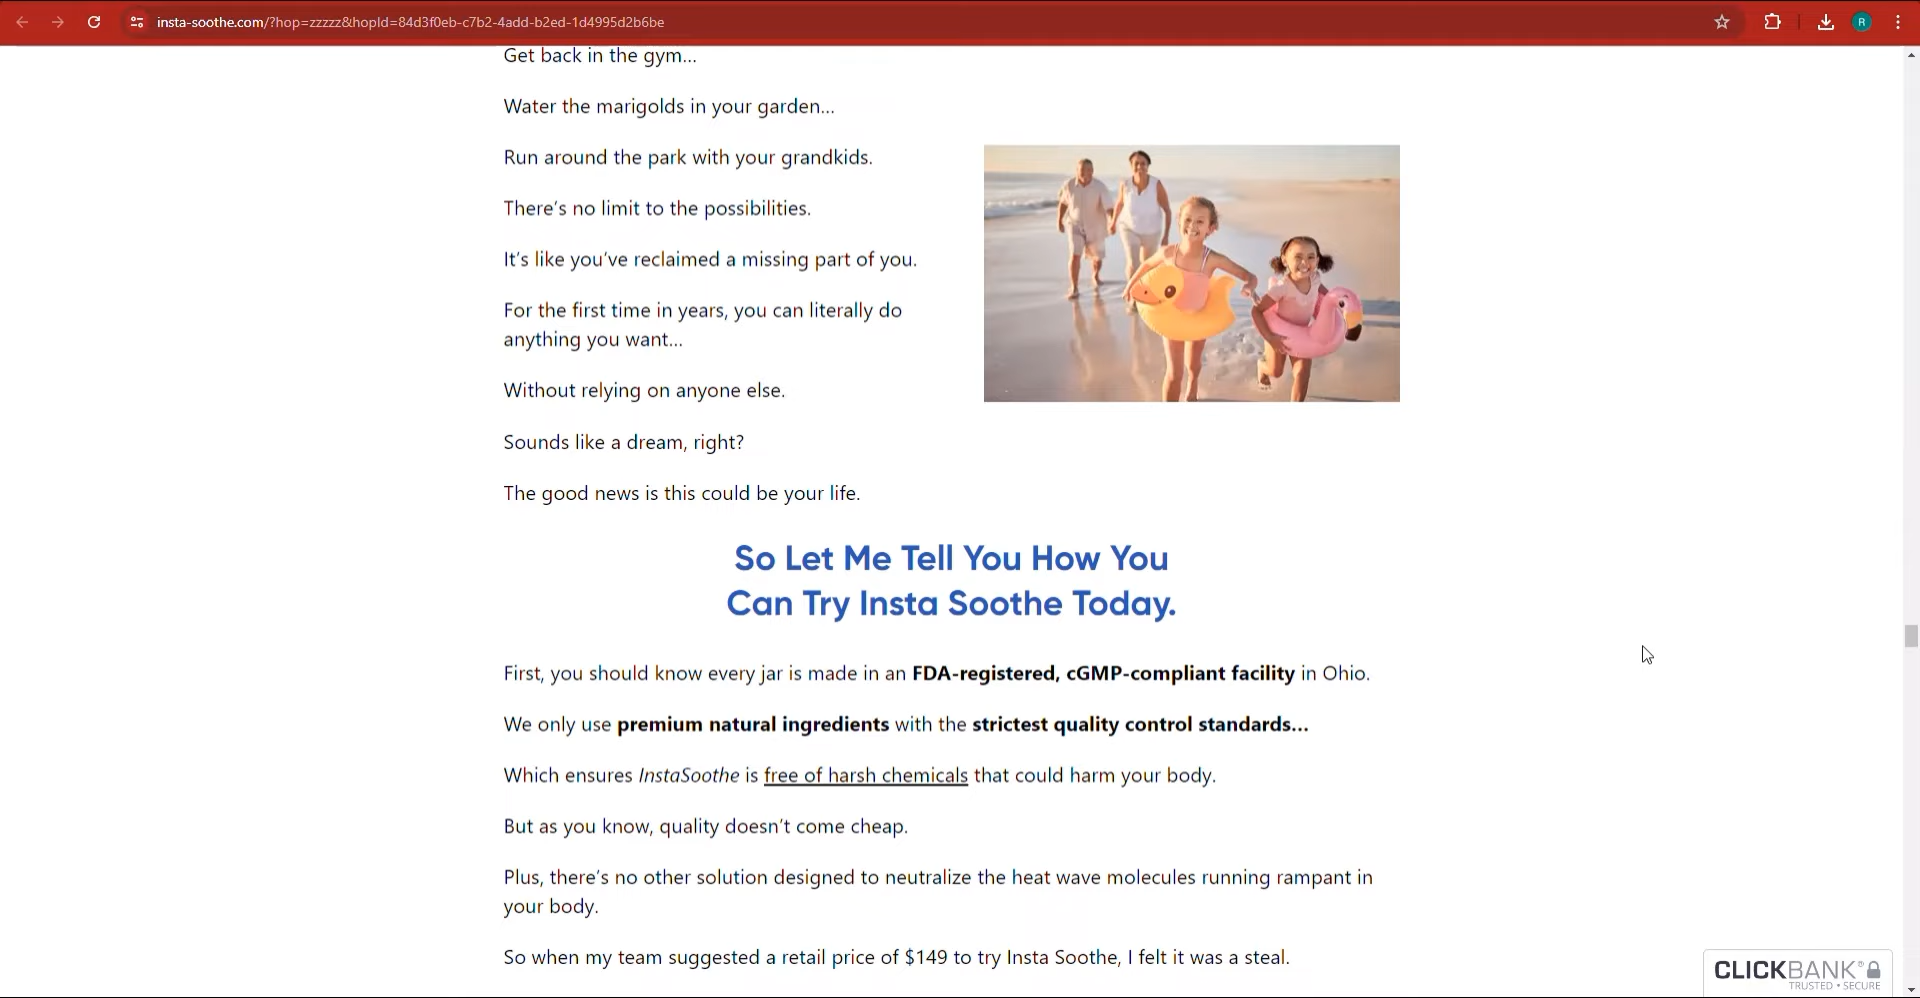 insta-soothe.com/?hop=zzzzz&hopId=84d3f0eb-c7b2-4add-b2ed-1d4995d2b6be
R
Get back in the gym...
Water the marigolds in your garden...
Run around the park with your grandkids.
There's no limit to the possibilities.
It's like you've reclaimed a missing part of you.
For the first time in years, you can literally do
anything you want...
Without relying on anyone else.
Sounds like a dream, right?
The good news is this could be your life.
So Let Me Tell You How You
Can Try Insta Soothe Today.
First, you should know every jar is made in an FDA-registered, cGMP-compliant facility in Ohio.
We only use premium natural ingredients with the strictest quality control standards...
Which ensures InstaSoothe is free of harsh chemicals that could harm your body.
But as you know, quality doesn't come cheap.
Plus, there's no other solution designed to neutralize the heat wave molecules running rampant in
your body.
So when my team suggested a retail price of $149 to try Insta Soothe, I felt it was a steal.
CLICKBANK®
TRUSTED • SECURE